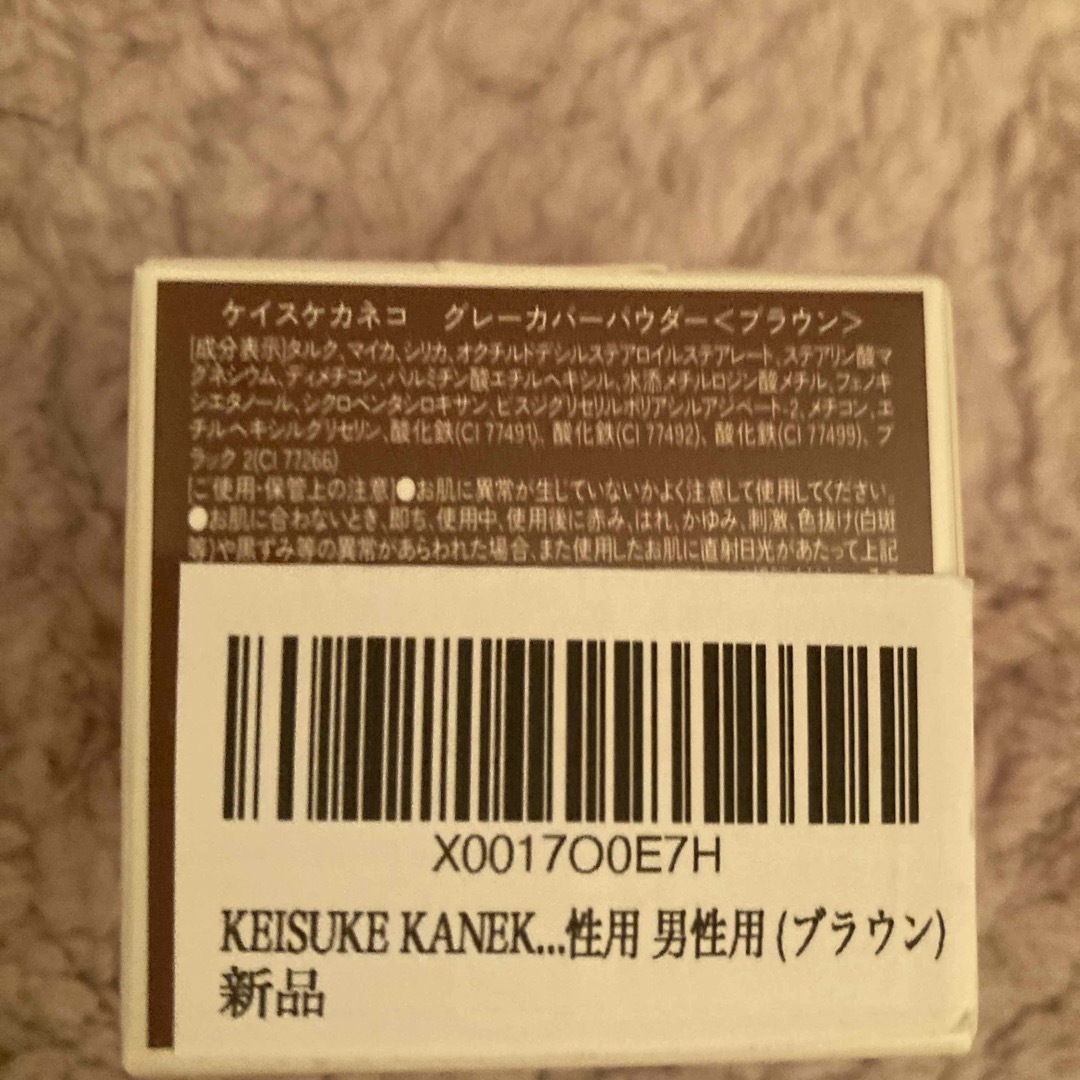 ケイスケカネコ　グレーカバーパウダー＜ブラウン＞
[成分表示]タルク、マイカ、シリカ、オクチルドデシルステアロイルステアレート、ステアリン酸マ
グネシウム、ディメチコン、パルミチン酸エチルヘキシル、水添メチルロジン酸メチル、フェノキ
シエタノール、シクロペンタシロキサン、ビスジグリセリルポリアシルアジペート-2、メチコン、エ
チルヘキシルグリセリン、酸化鉄(CI 77491)、酸化鉄(CI 77492)、酸化鉄(CI 77499)、ブ
ラック 2(CI 77266)
[ご使用・保管上の注意]●お肌に異常が生じていないかよく注意して使用してください。
●お肌に合わないとき、即ち、使用中、使用後に赤み、はれ、かゆみ、刺激、色抜け(白斑
等)や黒ずみ等の異常があらわれた場合、また使用したお肌に直射日光があたって上記
X0017O0E7H
KEISUKE KANEK...性用 男性用 (ブラウン)
新品